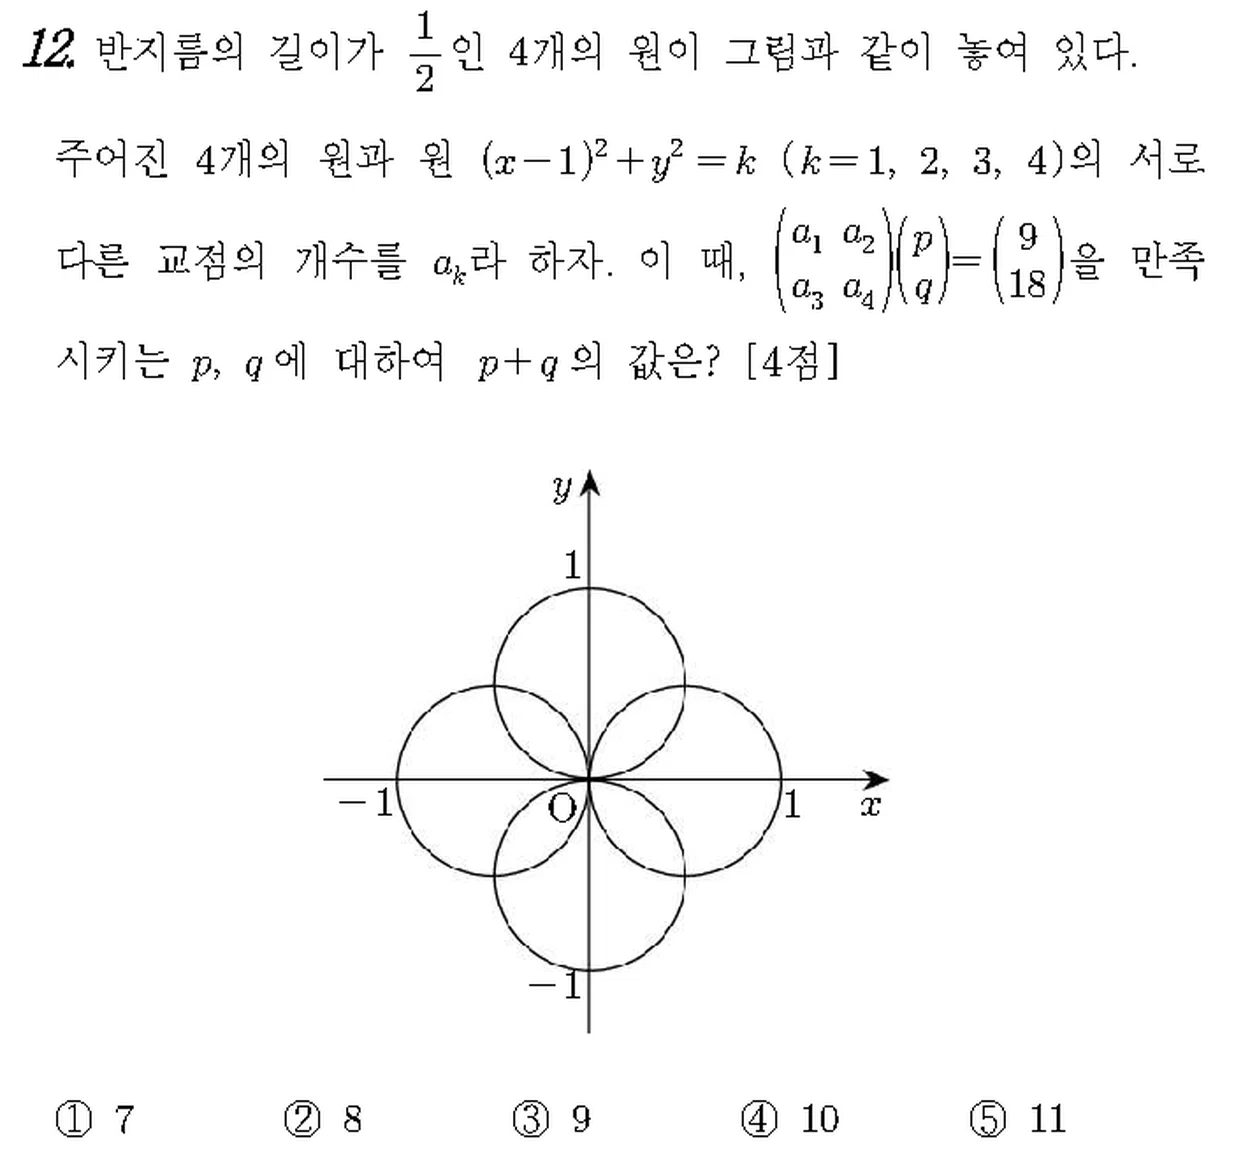 12. 반지름의 길이가 1/2인 4개의 원이 그림과 같이 놓여 있다.
주어진 4개의 원과 원 (x-1)²+y²=k (k=1, 2, 3, 4)의 서로
다른 교점의 개수를 aₖ라 하자. 이 때, (a₁ a₂ / a₃ a₄)(p / q)=(9 / 18)을 만족
시키는 p, q에 대하여 p+q의 값은? [4점]
y
1
-1
O
1
x
-1
① 7 ② 8 ③ 9 ④ 10 ⑤ 11